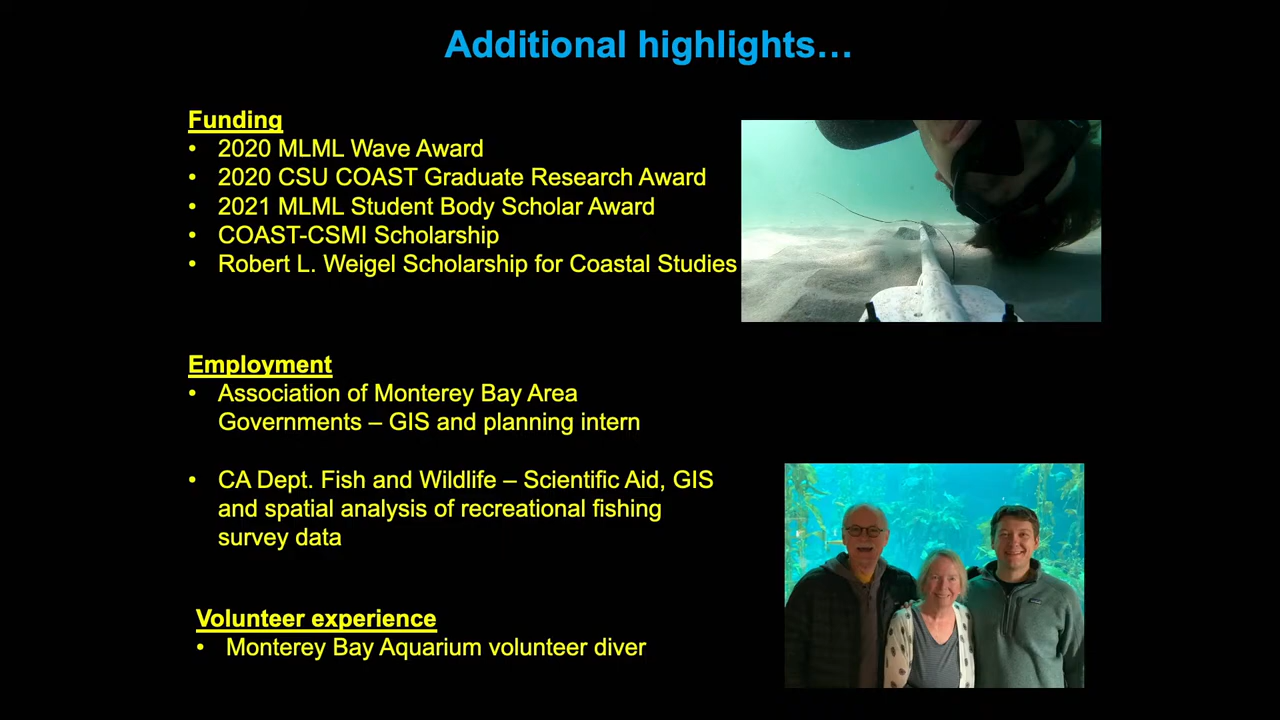 Additional highlights…
Funding
• 2020 MLML Wave Award
• 2020 CSU COAST Graduate Research Award
• 2021 MLML Student Body Scholar Award
• COAST-CSMI Scholarship
• Robert L. Weigel Scholarship for Coastal Studies
Employment
• Association of Monterey Bay Area
Governments – GIS and planning intern
• CA Dept. Fish and Wildlife – Scientific Aid, GIS
and spatial analysis of recreational fishing
survey data
Volunteer experience
• Monterey Bay Aquarium volunteer diver